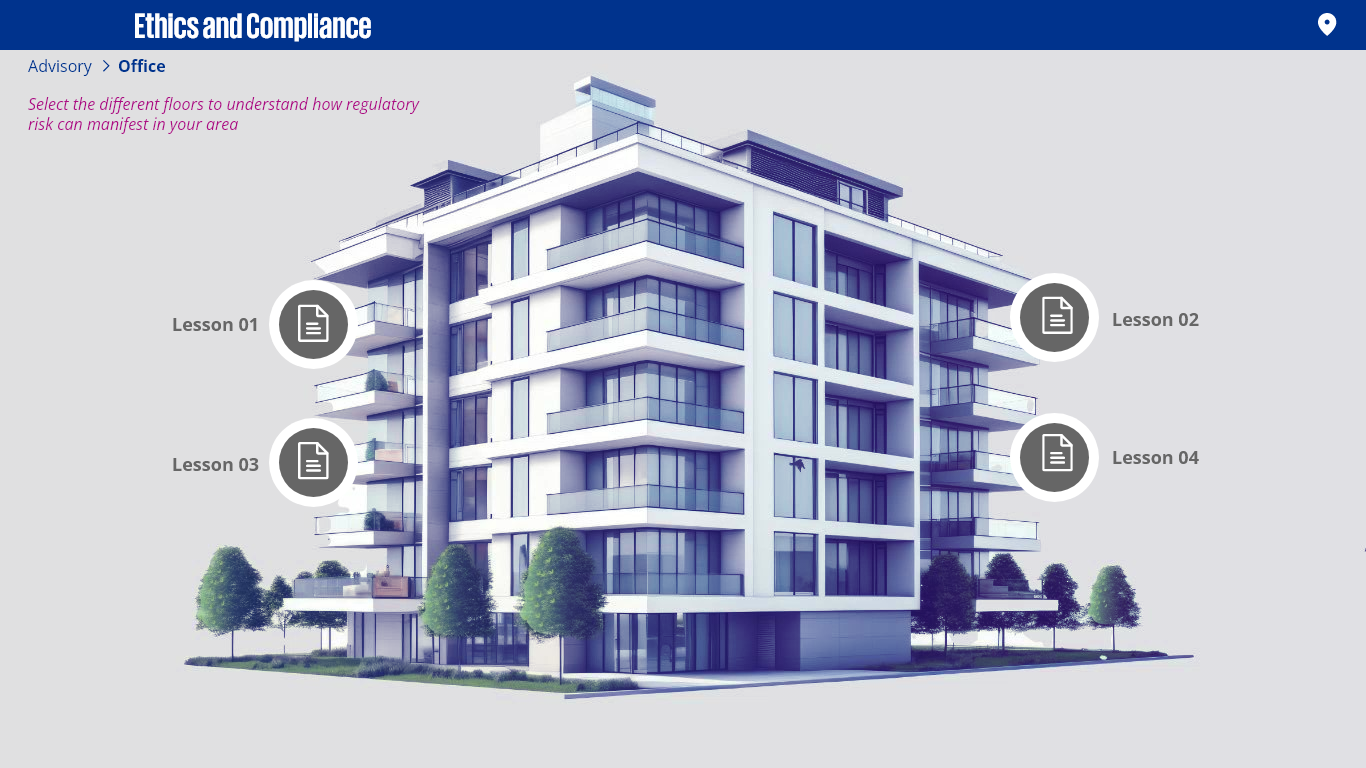 Ethics and Compliance
Advisory > Office
Select the different floors to understand how regulatory
risk can manifest in your area
Lesson 01
Lesson 02
Lesson 03
Lesson 04